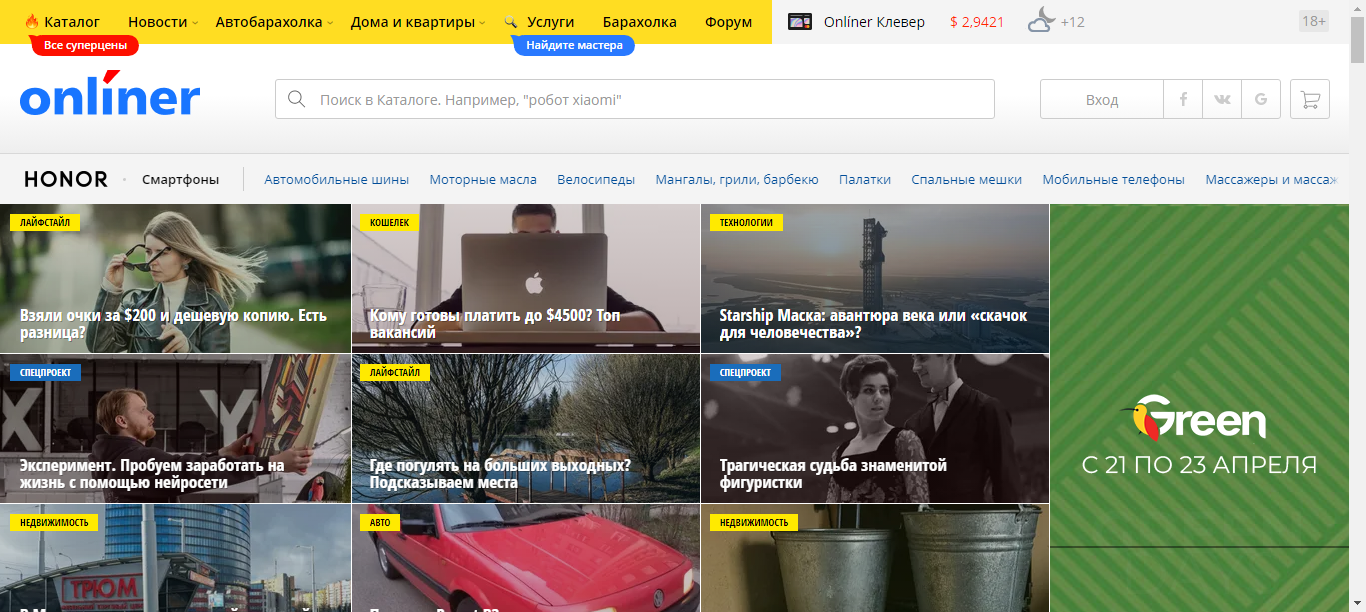 Каталог Новости Автобарахолка Дома и квартиры Услуги Барахолка Форум Onlíner Клевер $ 2,9421 +12 18+
Все суперцены Найдите мастера
onlíner
Поиск в Каталоге. Например, "робот xiaomi"
Вход
HONOR Смартфоны Автомобильные шины Моторные масла Велосипеды Мангалы, грили, барбекю Палатки Спальные мешки Мобильные телефоны Массажеры и массаж
ЛАЙФСТАЙЛ
Взяли очки за $200 и дешевую копию. Есть
разница?
КОШЕЛЕК
Кому готовы платить до $4500? Топ
вакансий
ТЕХНОЛОГИИ
Starship Маска: авантюра века или «скачок
для человечества»?
СПЕЦПРОЕКТ
Эксперимент. Пробуем заработать на
жизнь с помощью нейросети
ЛАЙФСТАЙЛ
Где погулять на больших выходных?
Подсказываем места
СПЕЦПРОЕКТ
Трагическая судьба знаменитой
фигуристки
Green
С 21 ПО 23 АПРЕЛЯ
НЕДВИЖИМОСТЬ
ТРЮМ
АВТО
НЕДВИЖИМОСТЬ